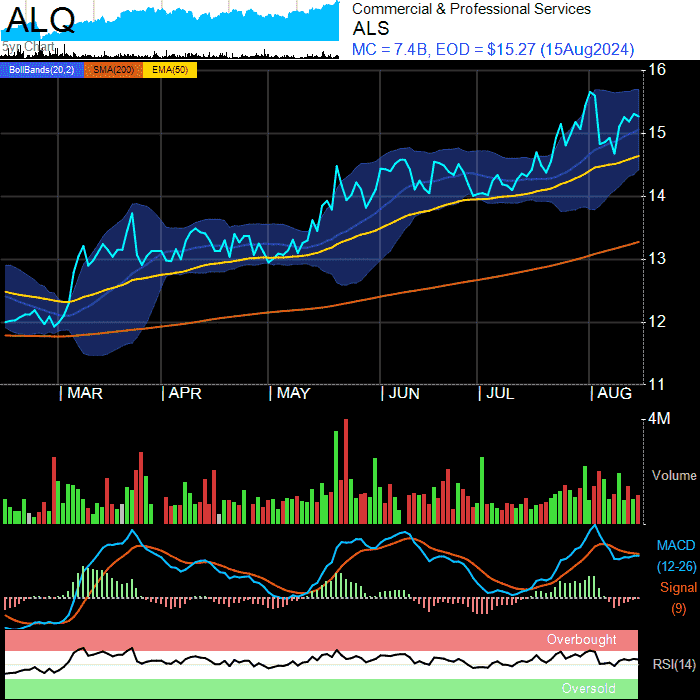 ALQ
5yr Chart
Commercial & Professional Services
ALS
MC = 7.4B, EOD = $15.27 (15Aug2024)
BollBands(20,2) SMA(200) EMA(50)
16
15
14
13
12
11
| MAR | APR | MAY | JUN | JUL | AUG
4M
Volume
MACD
(12-26)
Signal
(9)
Overbought
RSI(14)
Oversold